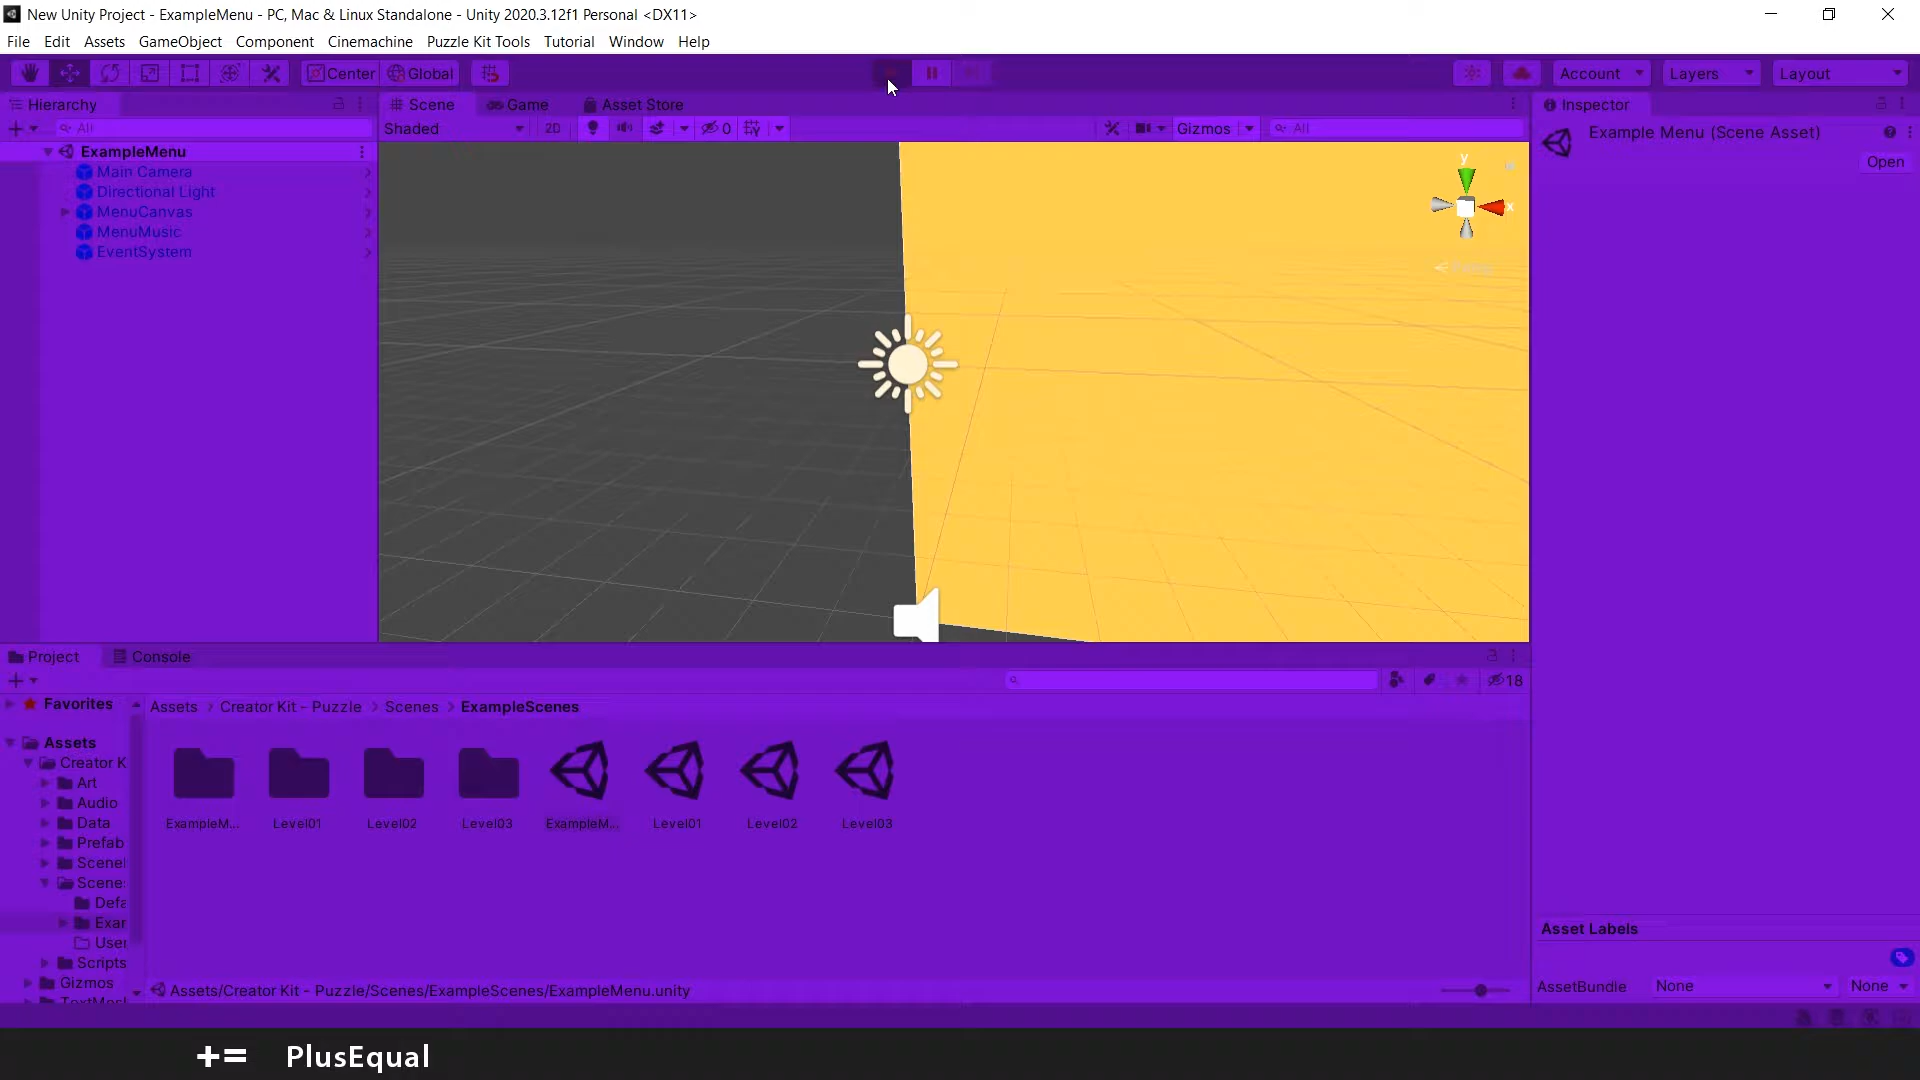 New Unity Project - ExampleMenu - PC, Mac & Linux Standalone - Unity 2020.3.12f1 Personal <DX11>
File Edit Assets GameObject Component Cinemachine Puzzle Kit Tools Tutorial Window Help
Center Global Account Layers Layout
Hierarchy Scene Game Asset Store Inspector
All Shaded 2D 0 Gizmos All
Example Menu (Scene Asset)
Open
ExampleMenu
Main Camera
Directional Light
MenuCanvas
MenuMusic
EventSystem
y
x
Persp
Project Console
18
Favorites
Assets > Creator Kit - Puzzle > Scenes > ExampleScenes
Assets
Creator K
Art
Audio
Data
Prefab
Scene
Scene
Defa
Exar
User
Scripts
Gizmos
ExampleM... Level01 Level02 Level03 ExampleM... Level01 Level02 Level03
Assets/Creator Kit - Puzzle/Scenes/ExampleScenes/ExampleMenu.unity
Asset Labels
AssetBundle None None
+= PlusEqual